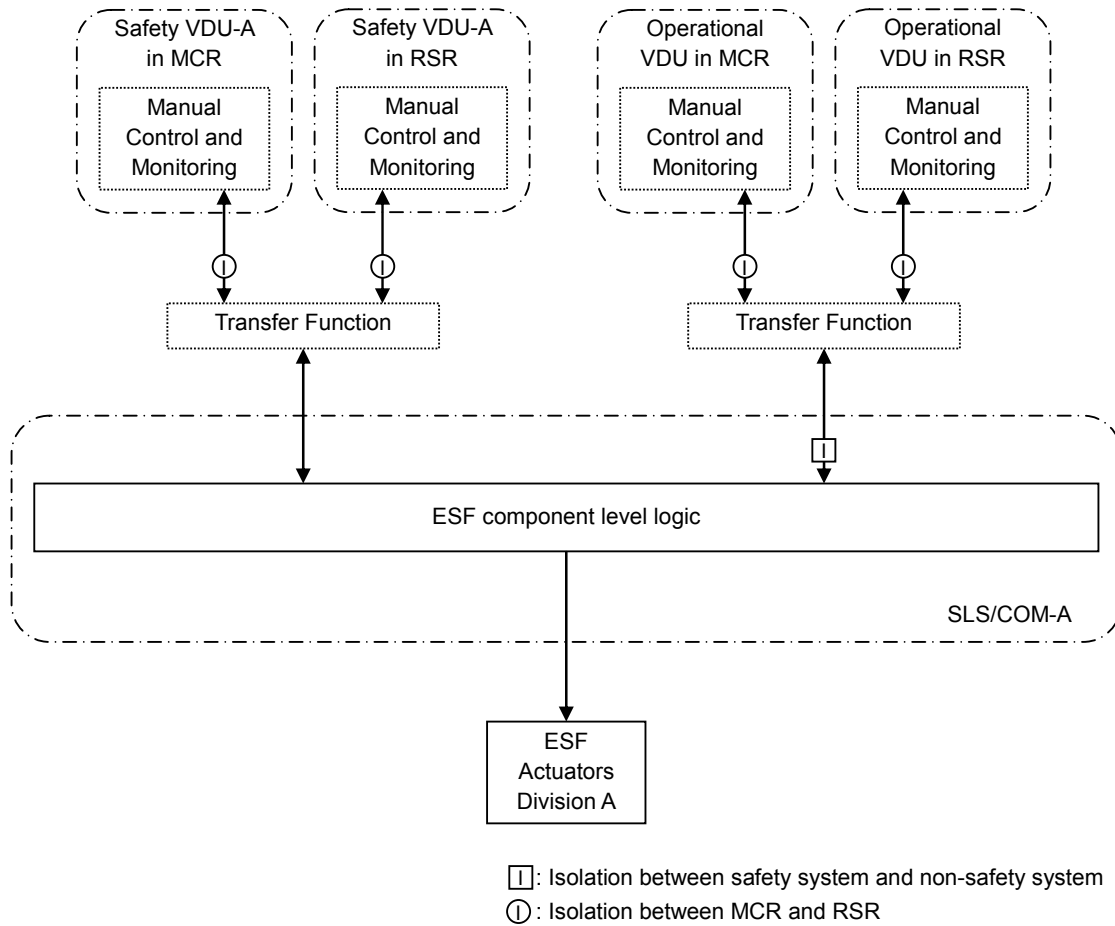 Safety VDU-A
in MCR
Manual
Control and
Monitoring
Safety VDU-A
in RSR
Manual
Control and
Monitoring
Operational
VDU in MCR
Manual
Control and
Monitoring
Operational
VDU in RSR
Manual
Control and
Monitoring
I
I
I
I
Transfer Function
Transfer Function
I
ESF component level logic
SLS/COM-A
ESF
Actuators
Division A
I : Isolation between safety system and non-safety system
I : Isolation between MCR and RSR